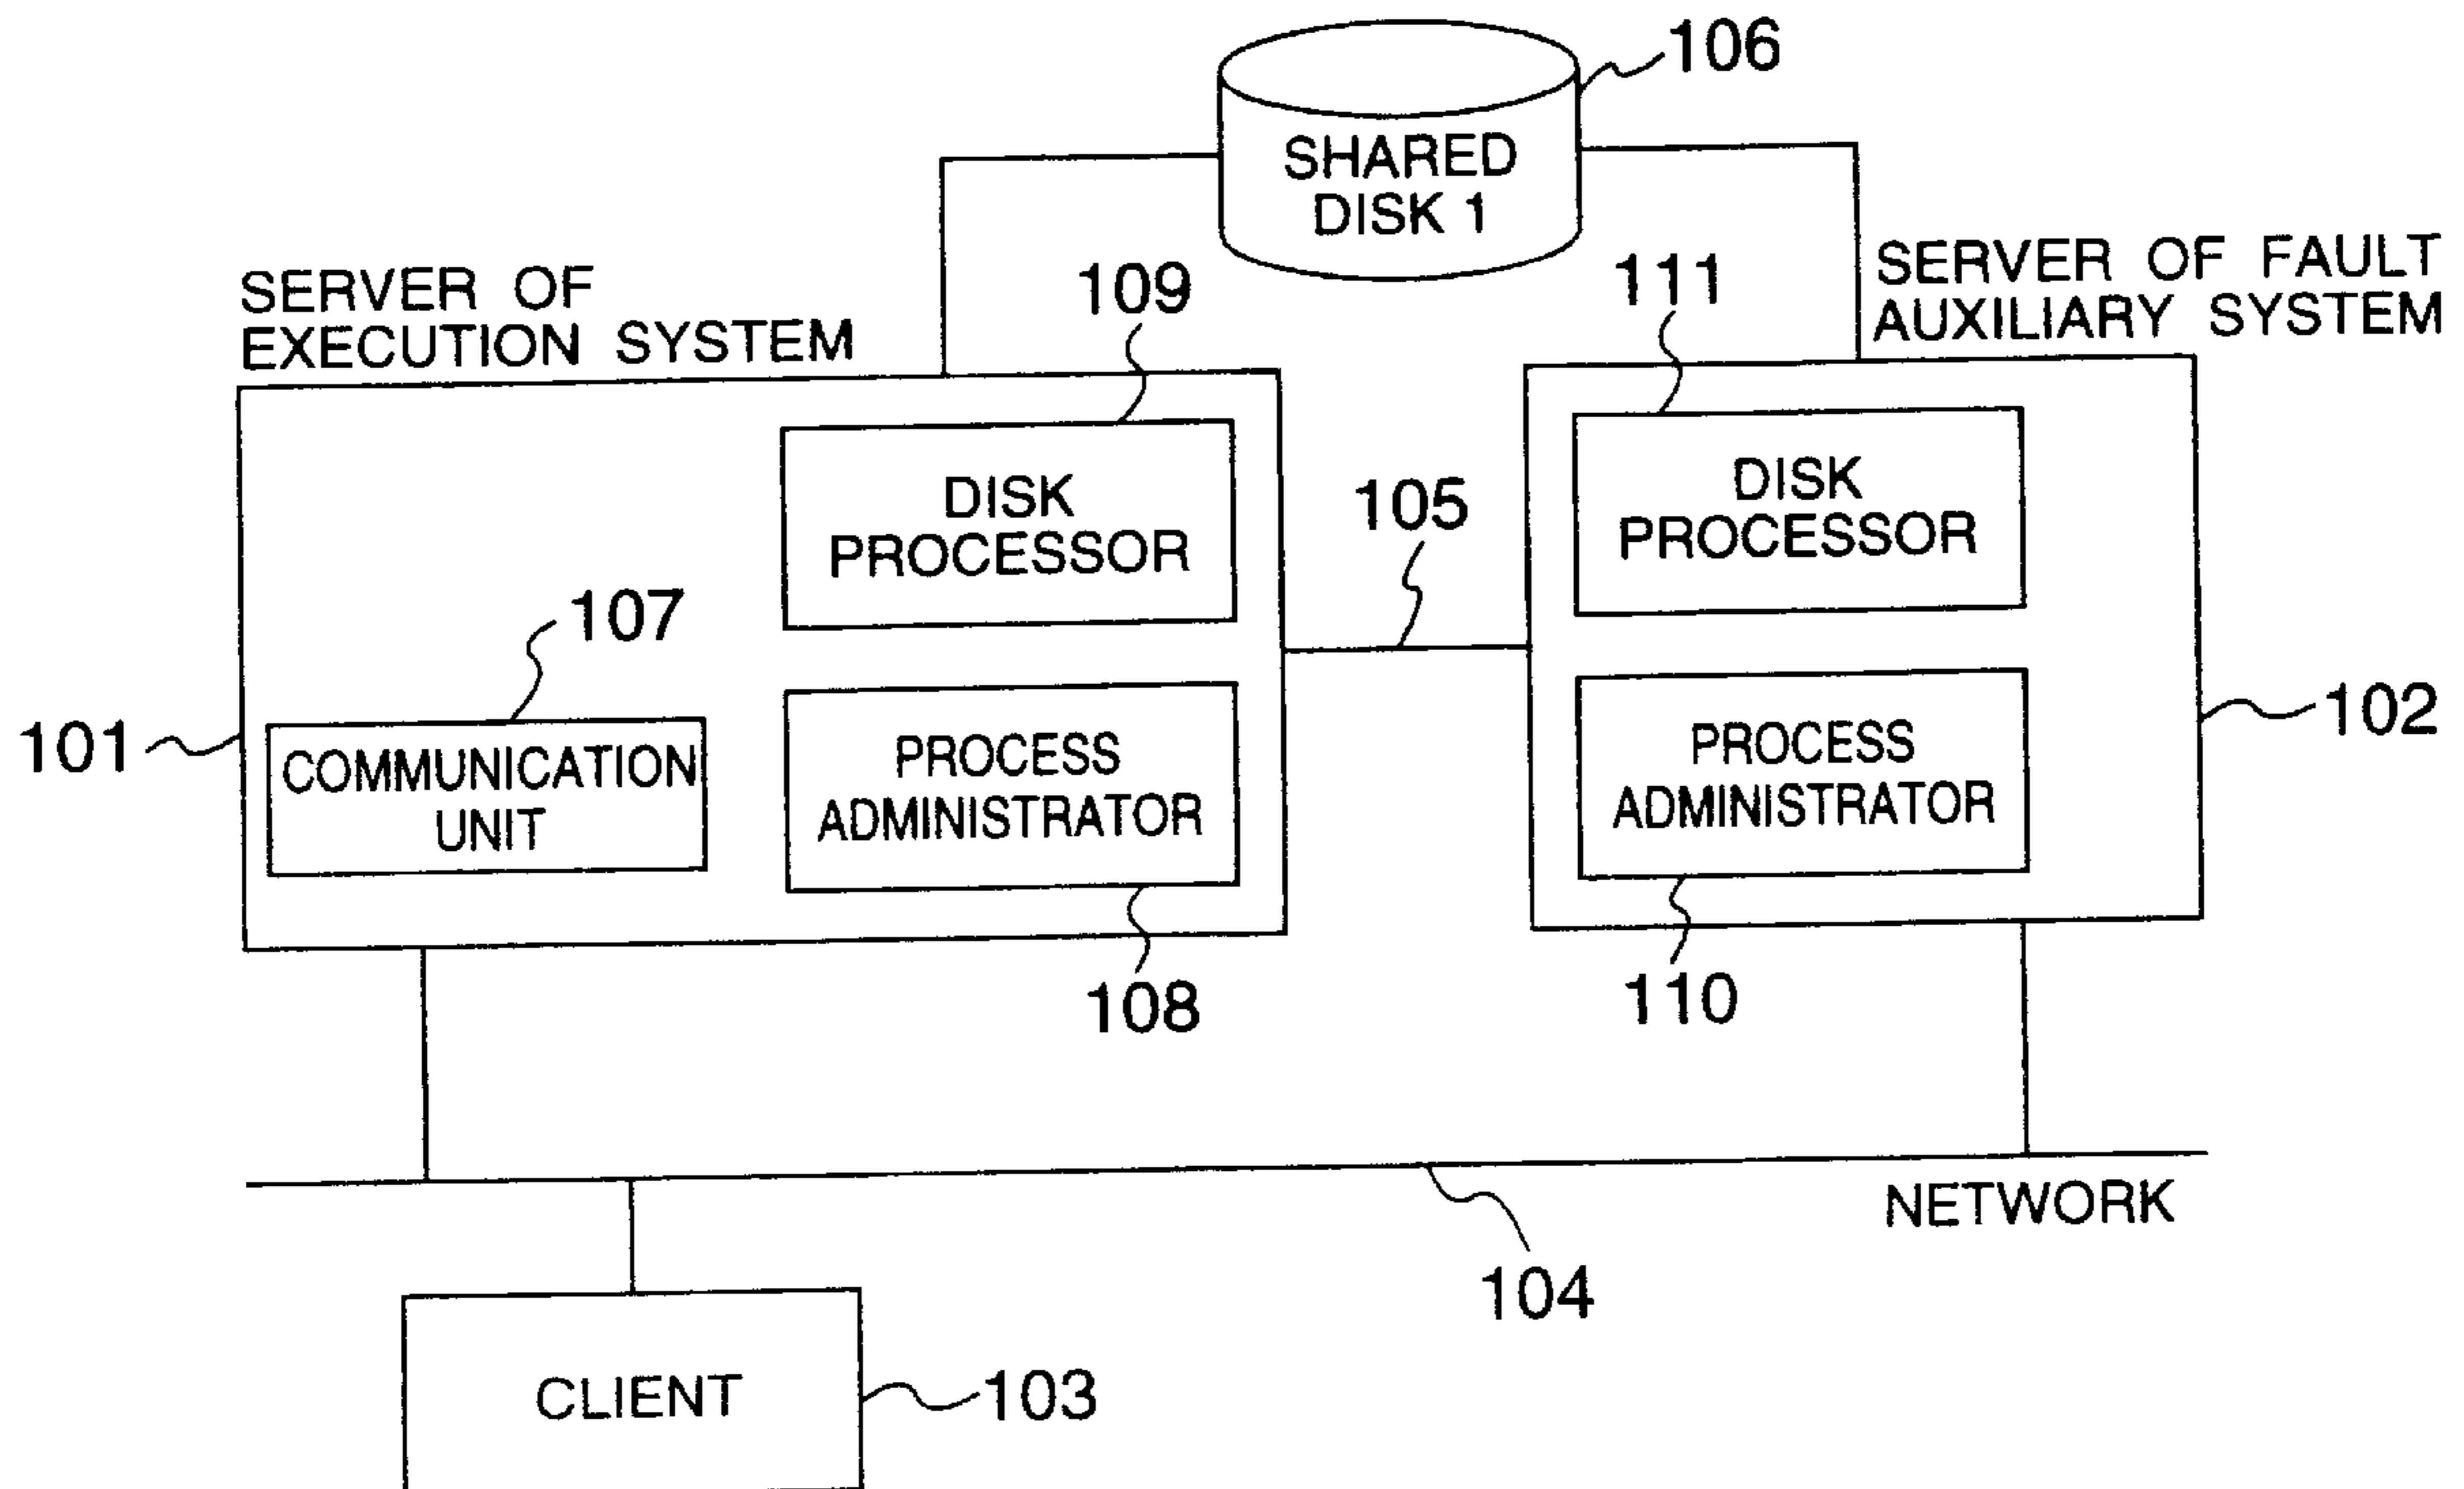 106
SHARED
DISK 1
SERVER OF
EXECUTION SYSTEM
109
111
SERVER OF FAULT
AUXILIARY SYSTEM
DISK
PROCESSOR
105
DISK
PROCESSOR
107
101
COMMUNICATION
UNIT
PROCESS
ADMINISTRATOR
PROCESS
ADMINISTRATOR
102
108
110
NETWORK
104
CLIENT
103